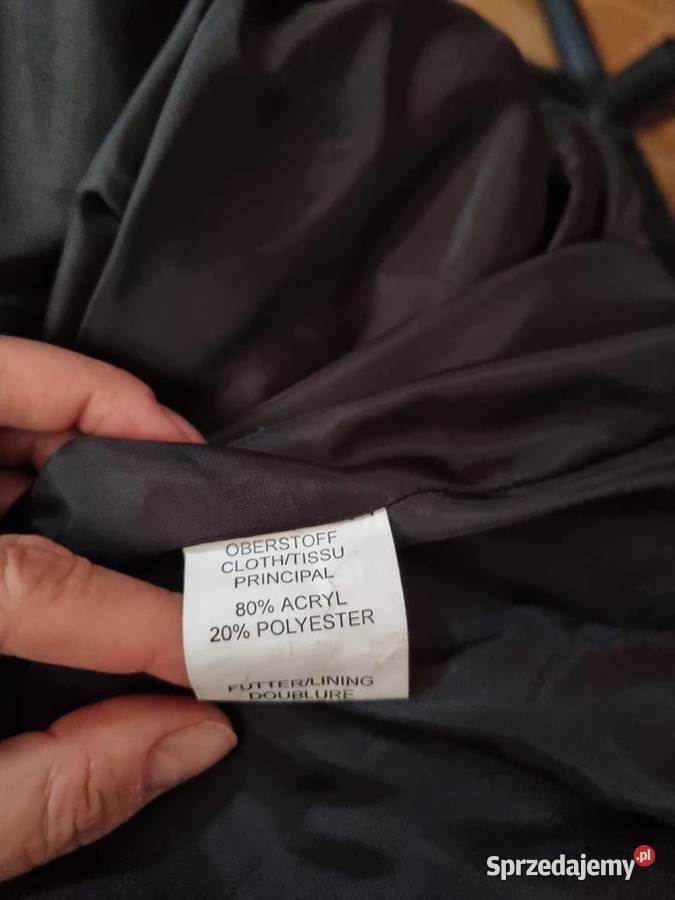 OBERSTOFF
CLOTH/TISSU
PRINCIPAL
80% ACRYL
20% POLYESTER
FUTTER/LINING
DOUBLURE
Sprzedajemy.pl